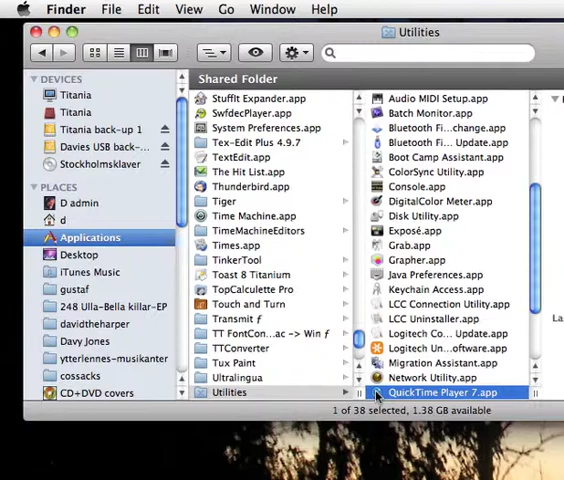 Finder File Edit View Go Window Help
Utilities
Shared Folder
DEVICES
Titania
Titania
Titania back-up 1
Davies USB back-...
Stockholmsklaver
PLACES
D admin
d
Applications
Desktop
iTunes Music
gustaf
248 Ulla-Bella killar-EP
davidtheharper
Davy Jones
ytterlennes-musikanter
cossacks
CD+DVD covers
StuffIt Expander.app
SwfdecPlayer.app
System Preferences.app
Tex-Edit Plus 4.9.7
TextEdit.app
The Hit List.app
Thunderbird.app
Tiger
Time Machine.app
TimeMachineEditors
Times.app
TinkerTool
Toast 8 Titanium
TopCalculette Pro
Touch and Turn
Transmit ƒ
TT FontCon...ac -> Win ƒ
TTConverter
Tux Paint
Ultralingua
Utilities
Audio MIDI Setup.app
Batch Monitor.app
Bluetooth Fi...change.app
Bluetooth Fi... Update.app
Boot Camp Assistant.app
ColorSync Utility.app
Console.app
DigitalColor Meter.app
Disk Utility.app
Exposé.app
Grab.app
Grapher.app
Java Preferences.app
Keychain Access.app
LCC Connection Utility.app
LCC Uninstaller.app
Logitech Co... Update.app
Logitech Un...oftware.app
Migration Assistant.app
Network Utility.app
QuickTime Player 7.app
La
1 of 38 selected, 1.38 GB available